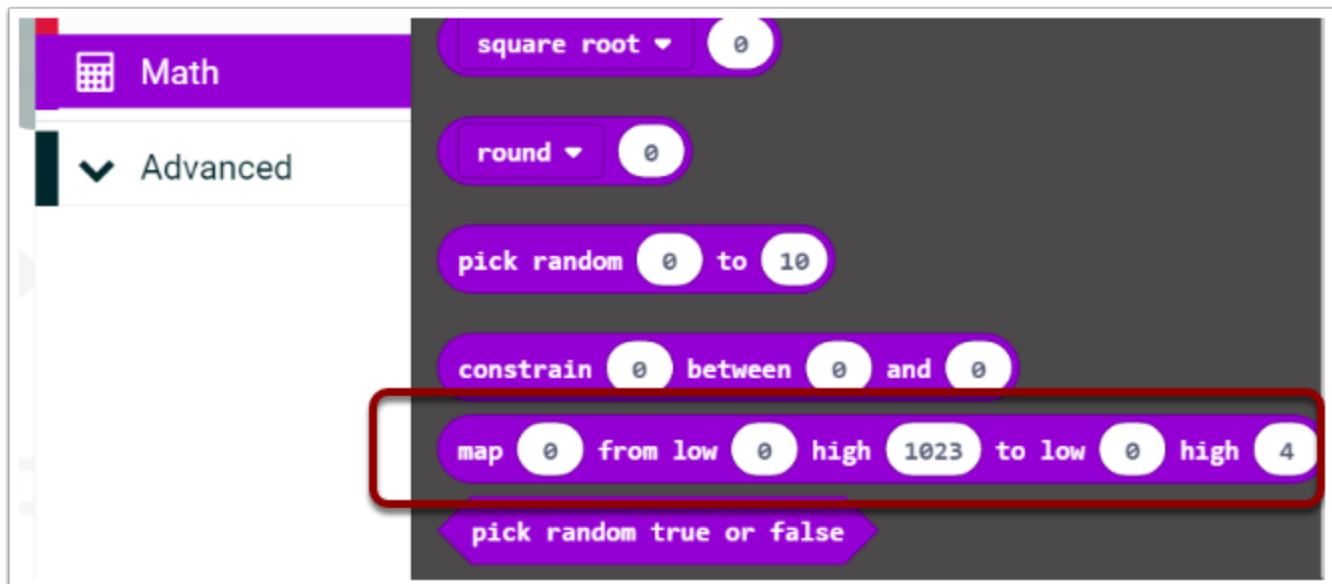 Math
Advanced
square root 0
round 0
pick random 0 to 10
constrain 0 between 0 and 0
map 0 from low 0 high 1023 to low 0 high 4
pick random true or false